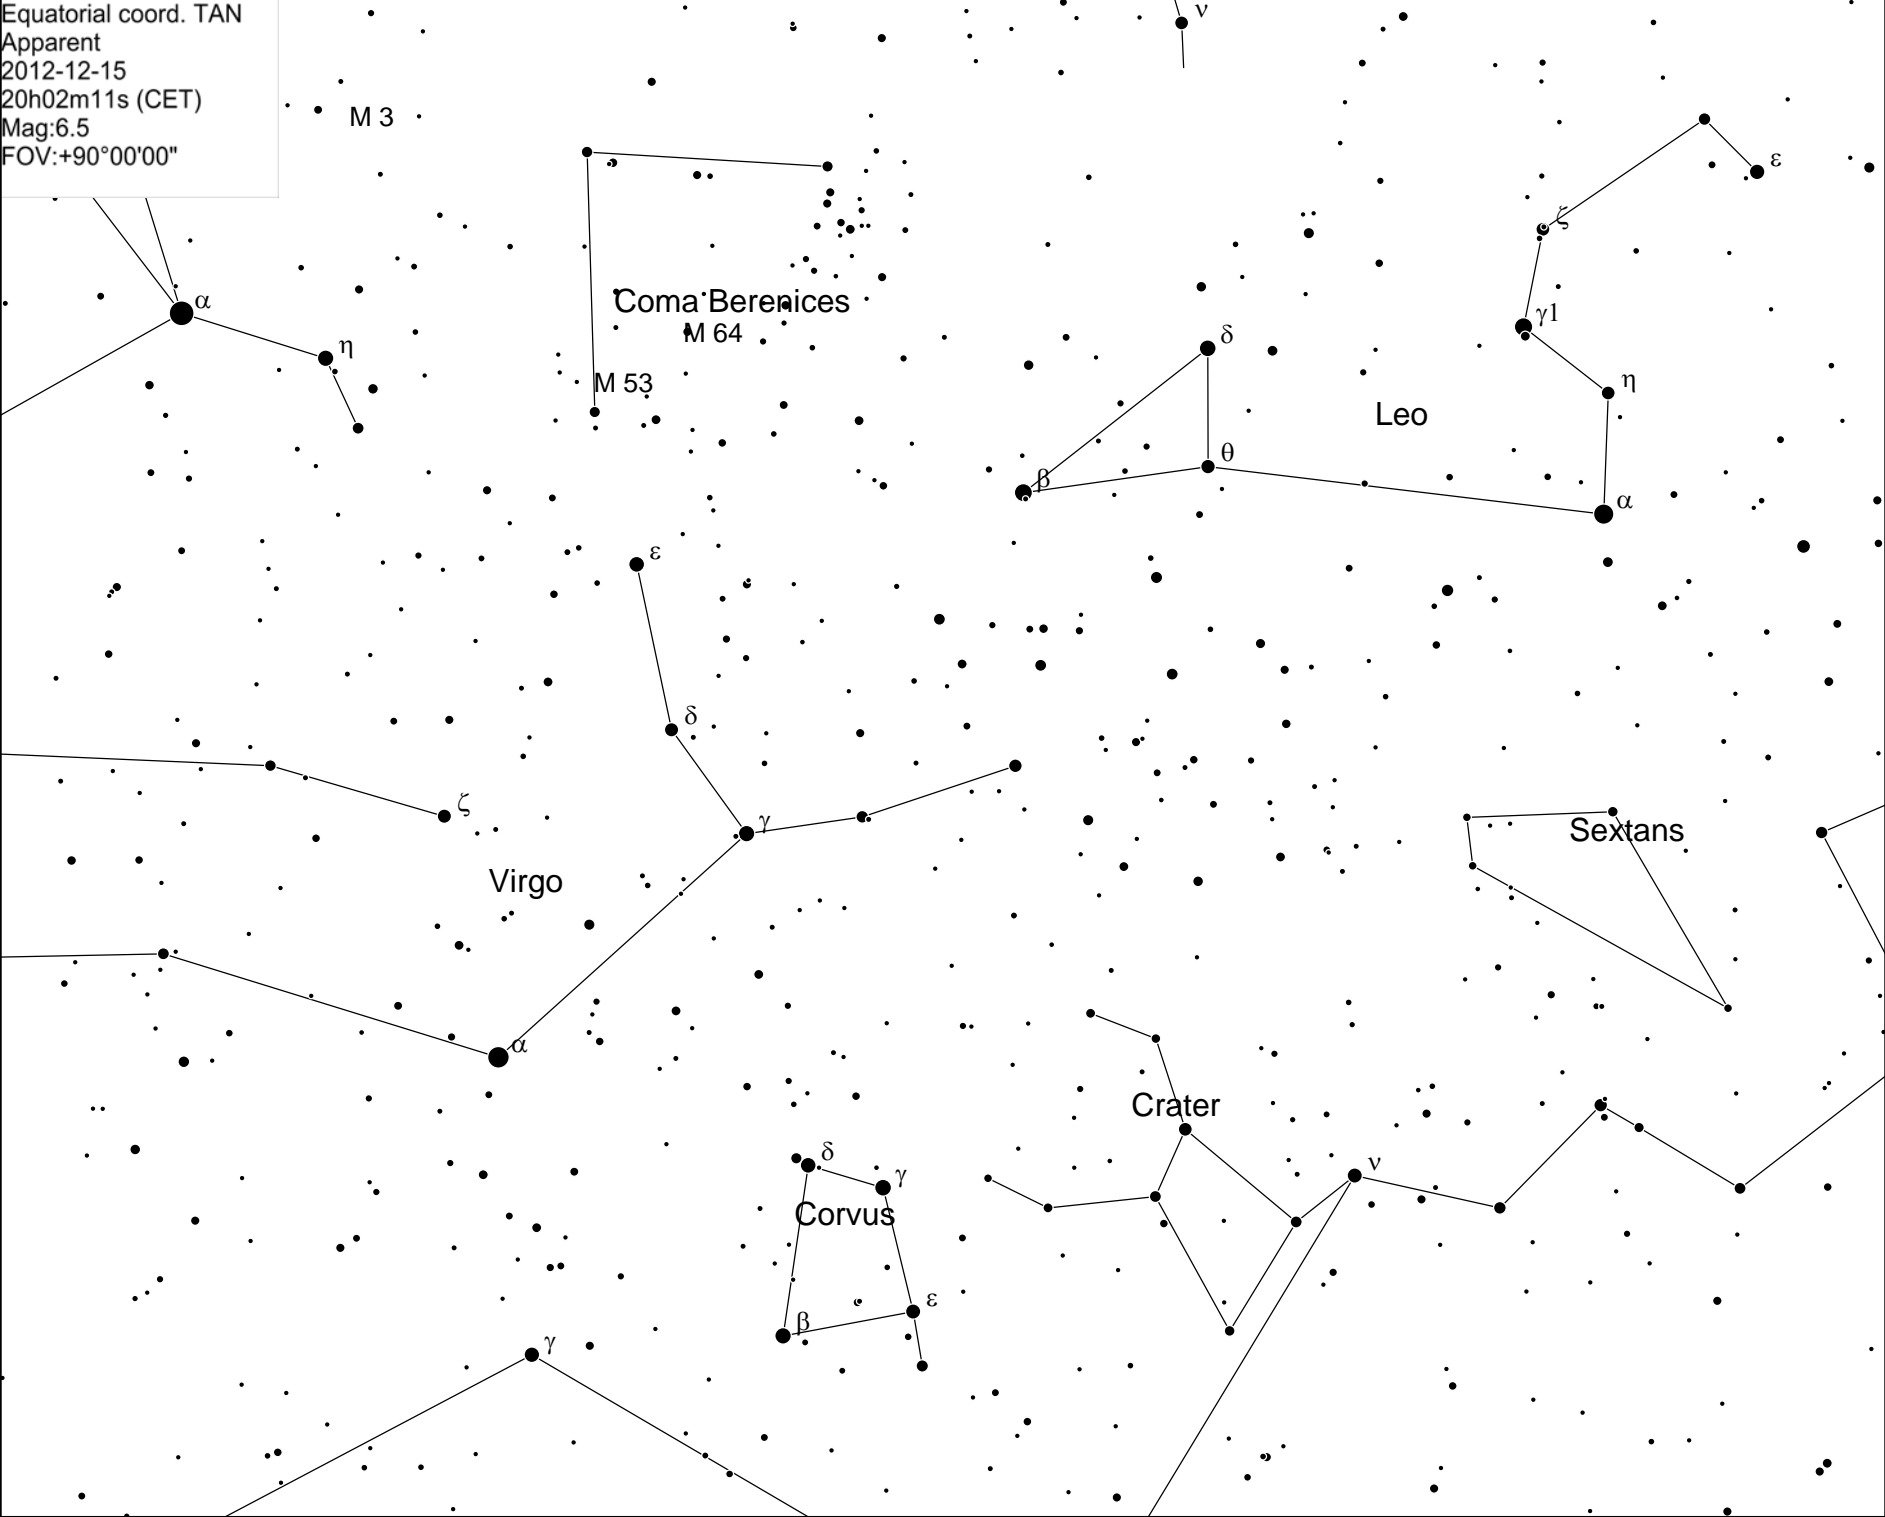 Equatorial coord. TAN
Apparent
2012-12-15
20h02m11s (CET)
Mag:6.5
FOV:+90°00'00"
ν
M 3
ε
ζ
α
Coma Berenices
γ1
M 64
δ
η
M 53
η
Leo
θ
β
α
ε
δ
ζ
γ
Sextans
Virgo
α
Crater
δ
ν
γ
Corvus
ε
β
γ